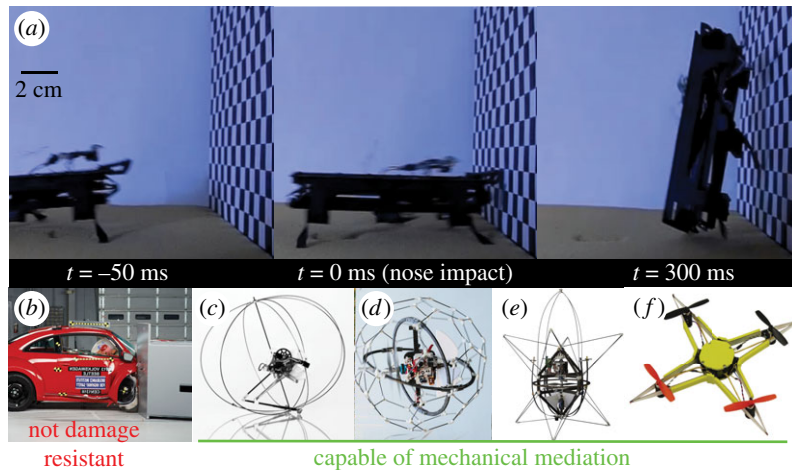 (a)
2 cm
t = –50 ms
t = 0 ms (nose impact)
t = 300 ms
(b)
(c)
(d)
(e)
(f)
not damage
resistant
capable of mechanical mediation